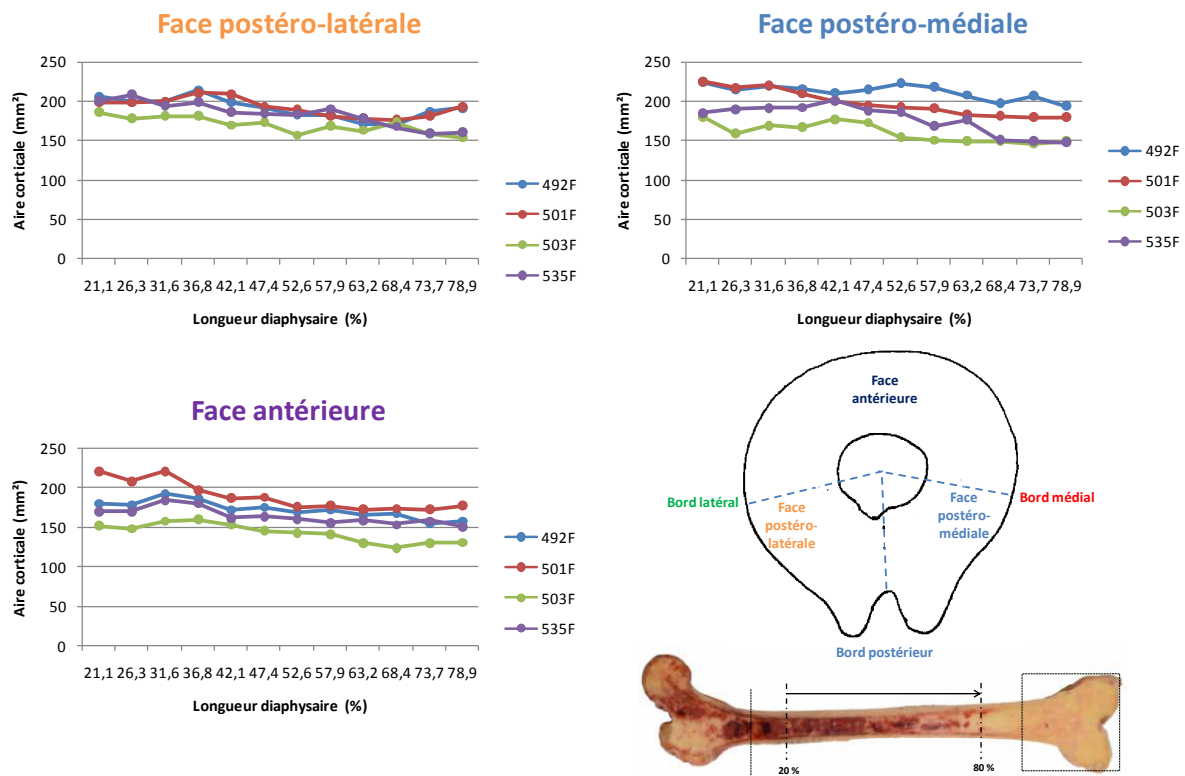 Face postéro-latérale
250
200
150
100
50
0
Aire corticale (mm²)
21,1 26,3 31,6 36,8 42,1 47,4 52,6 57,9 63,2 68,4 73,7 78,9
Longueur diaphysaire (%)
492F
501F
503F
535F
Face postéro-médiale
250
200
150
100
50
0
Aire corticale (mm²)
21,1 26,3 31,6 36,8 42,1 47,4 52,6 57,9 63,2 68,4 73,7 78,9
Longueur diaphysaire (%)
492F
501F
503F
535F
Face antérieure
250
200
150
100
50
0
Aire corticale (mm²)
21,1 26,3 31,6 36,8 42,1 47,4 52,6 57,9 63,2 68,4 73,7 78,9
Longueur diaphysaire (%)
492F
501F
503F
535F
Face
antérieure
Bord latéral
Bord médial
Face
postéro-
latérale
Face
postéro-
médiale
Bord postérieur
20 %
80 %